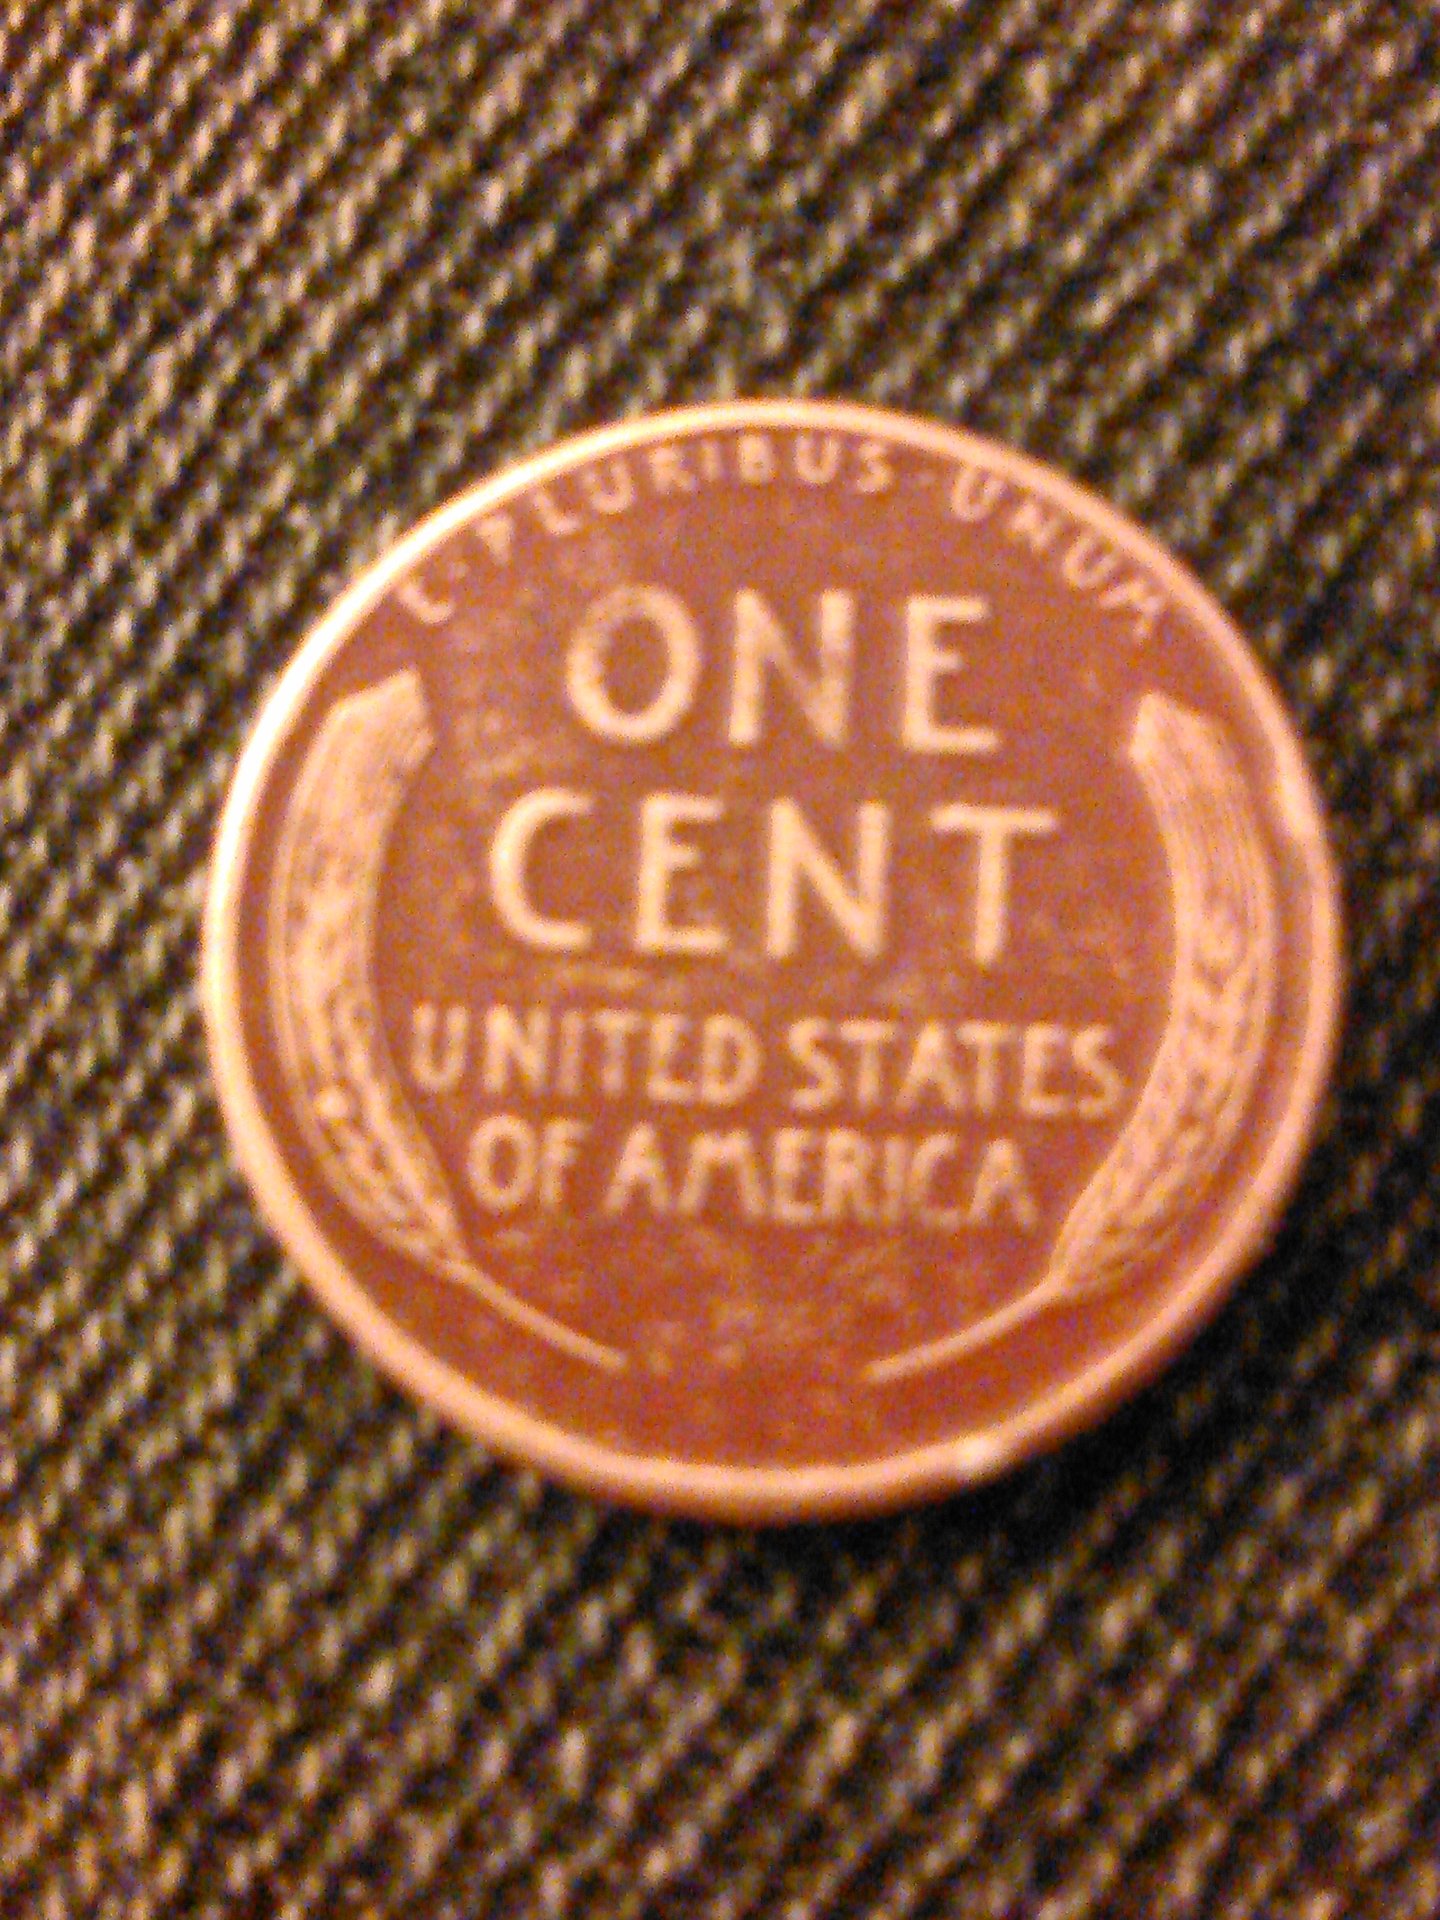 E·PLURIBUS·UNUM
ONE
CENT
UNITED STATES
OF AMERICA